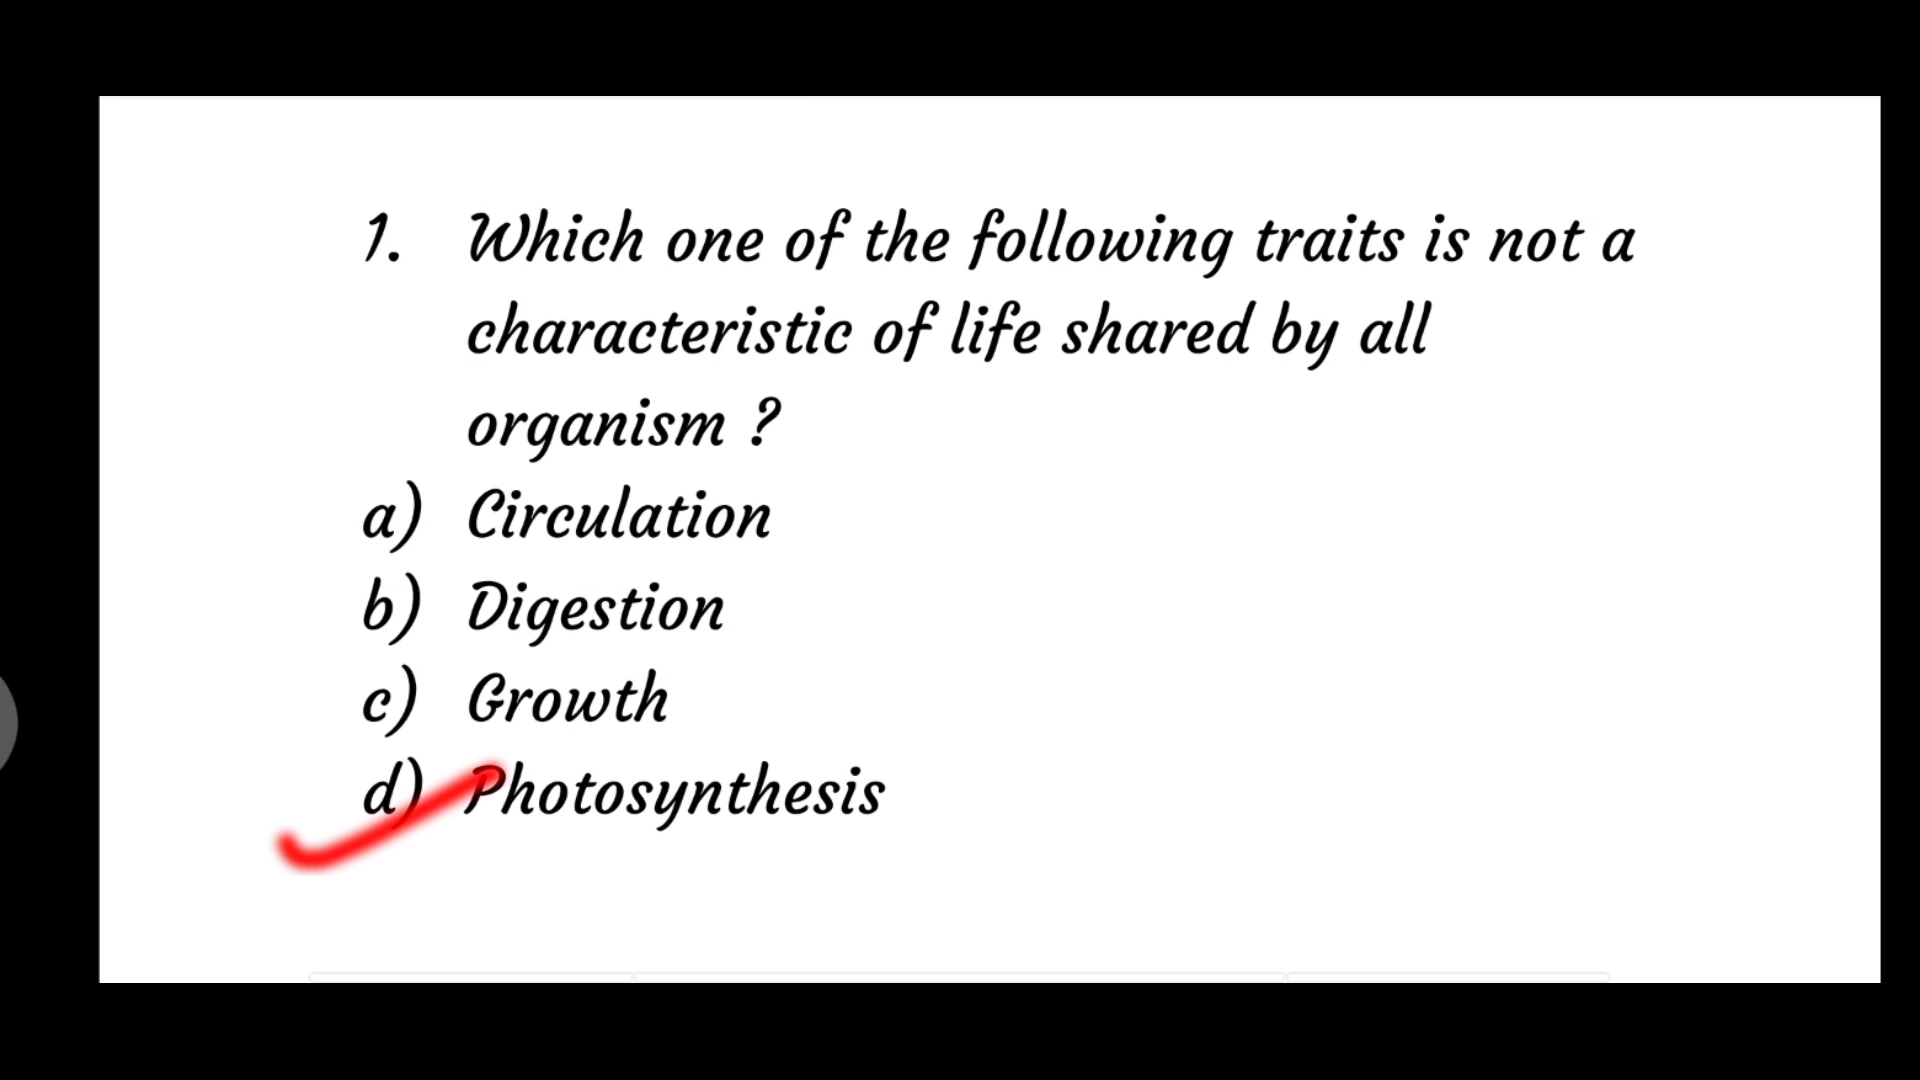 1. Which one of the following traits is not a
characteristic of life shared by all
organism ?
a) Circulation
b) Digestion
c) Growth
d) Photosynthesis